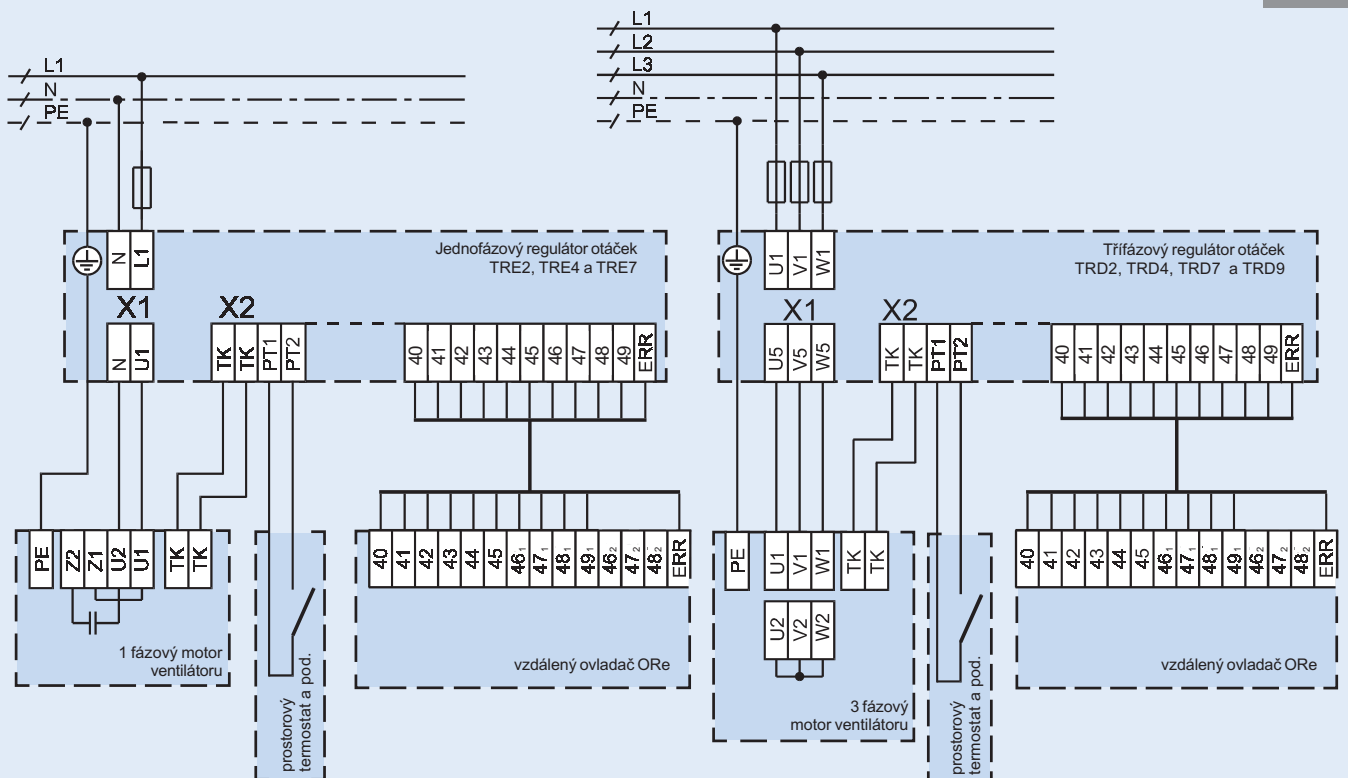 L1
N
PE
L1
L2
L3
N
PE
N L1
Jednofázový regulátor otáček
TRE2, TRE4 a TRE7
X1 X2
N U1
TK TK PT1 PT2
40 41 42 43 44 45 46 47 48 49 ERR
U1 V1 W1
Třífázový regulátor otáček
TRD2, TRD4, TRD7 a TRD9
X1 X2
U5 V5 W5
TK TK PT1 PT2
40 41 42 43 44 45 46 47 48 49 ERR
PE Z2 Z1 U2 U1 TK TK
1 fázový motor
ventilátoru
prostorový
termostat a pod.
40 41 42 43 44 45 46₁ 47₁ 48₁ 49₁ 46₂ 47₂ 48₂ ERR
vzdálený ovladač ORe
PE U1 V1 W1 TK TK
U2 V2 W2
3 fázový
motor ventilátoru
prostorový
termostat a pod.
40 41 42 43 44 45 46₁ 47₁ 48₁ 49₁ 46₂ 47₂ 48₂ ERR
vzdálený ovladač ORe